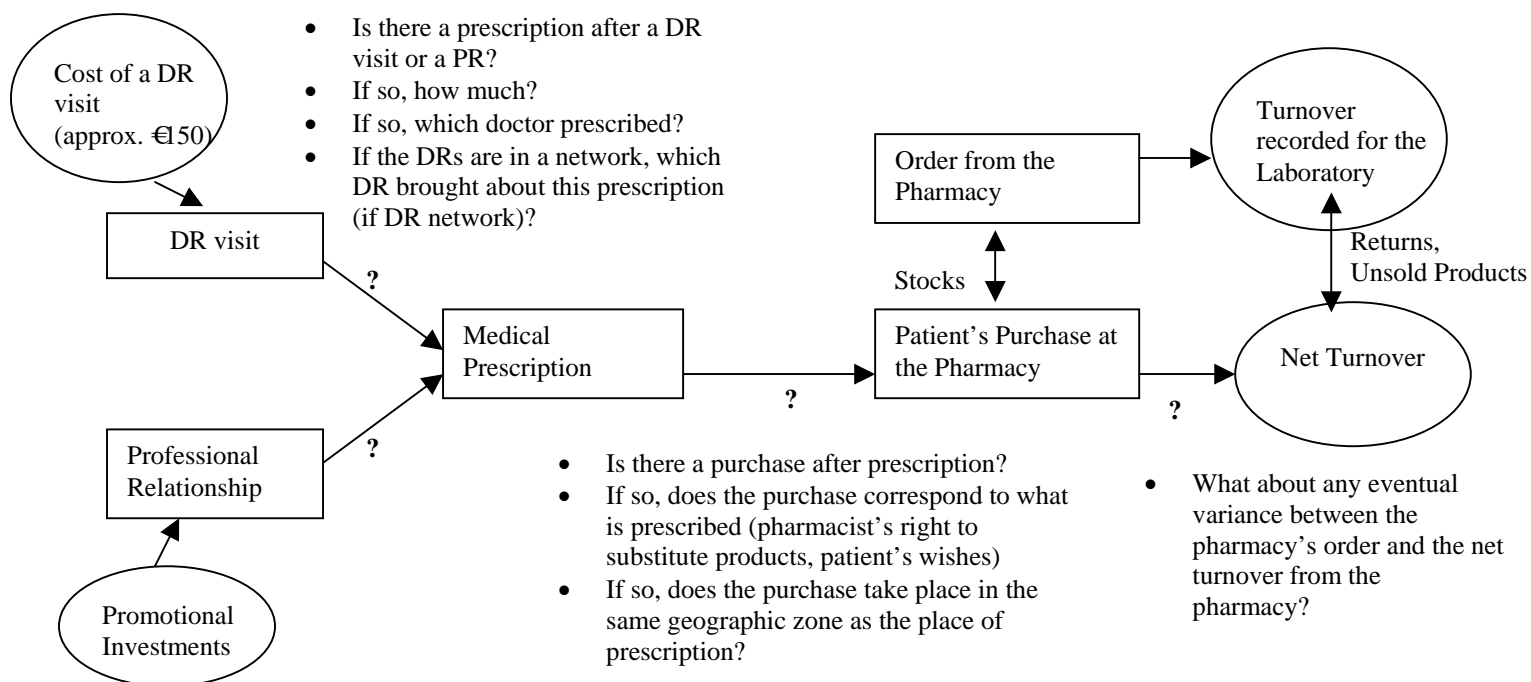 Cost of a DR
visit
(approx. €150)
• Is there a prescription after a DR
visit or a PR?
• If so, how much?
• If so, which doctor prescribed?
• If the DRs are in a network, which
DR brought about this prescription
(if DR network)?
Turnover
recorded for the
Laboratory
Order from the
Pharmacy
DR visit
?
Stocks
Returns,
Unsold Products
Medical
Prescription
?
Patient’s Purchase at
the Pharmacy
?
Net Turnover
Professional
Relationship
?
• Is there a purchase after prescription?
• If so, does the purchase correspond to what
is prescribed (pharmacist’s right to
substitute products, patient’s wishes)
• If so, does the purchase take place in the
same geographic zone as the place of
prescription?
• What about any eventual
variance between the
pharmacy’s order and the net
turnover from the
pharmacy?
Promotional
Investments